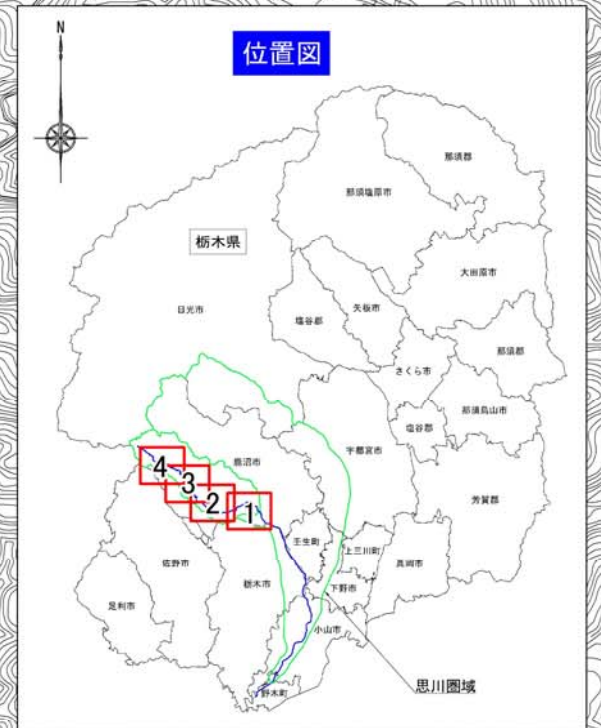 位置図
N
那須郡
那須塩原市
栃木県
大田原市
日光市
塩谷郡
矢板市
那須郡
さくら市
那須烏山市
塩谷郡
宇都宮市
鹿沼市
4
3
2
1
芳賀郡
壬生町
上三川町
真岡市
佐野市
下野市
栃木市
足利市
小山市
思川圏域
野木町